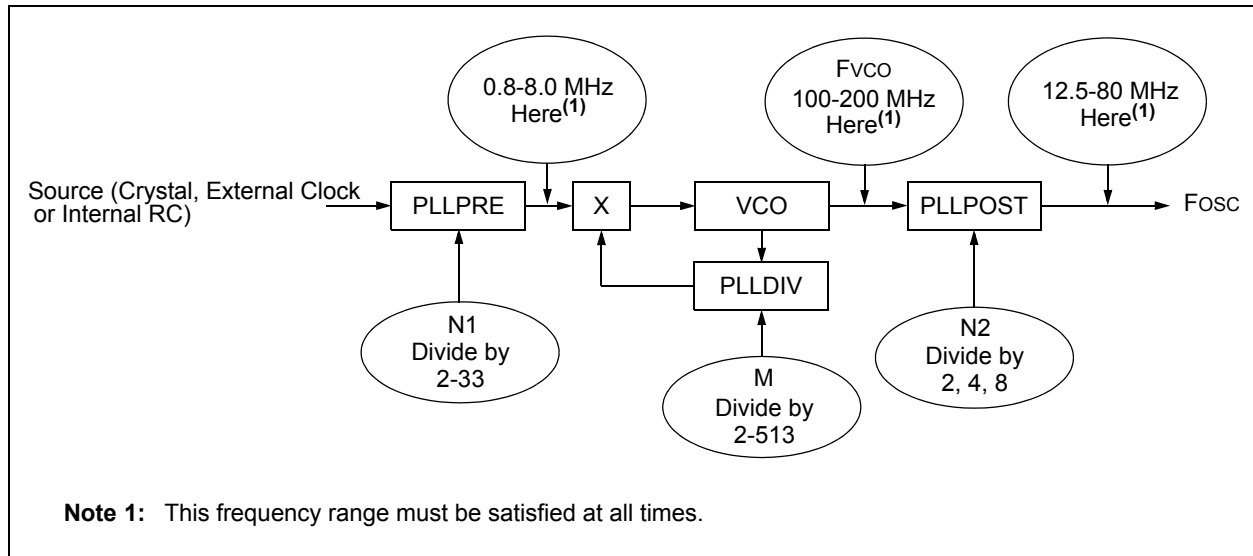 0.8-8.0 MHz
Here(1)
FVCO
100-200 MHz
Here(1)
12.5-80 MHz
Here(1)
Source (Crystal, External Clock
or Internal RC)
PLLPRE
X
VCO
PLLPOST
FOSC
PLLDIV
N1
Divide by
2-33
M
Divide by
2-513
N2
Divide by
2, 4, 8
Note 1: This frequency range must be satisfied at all times.